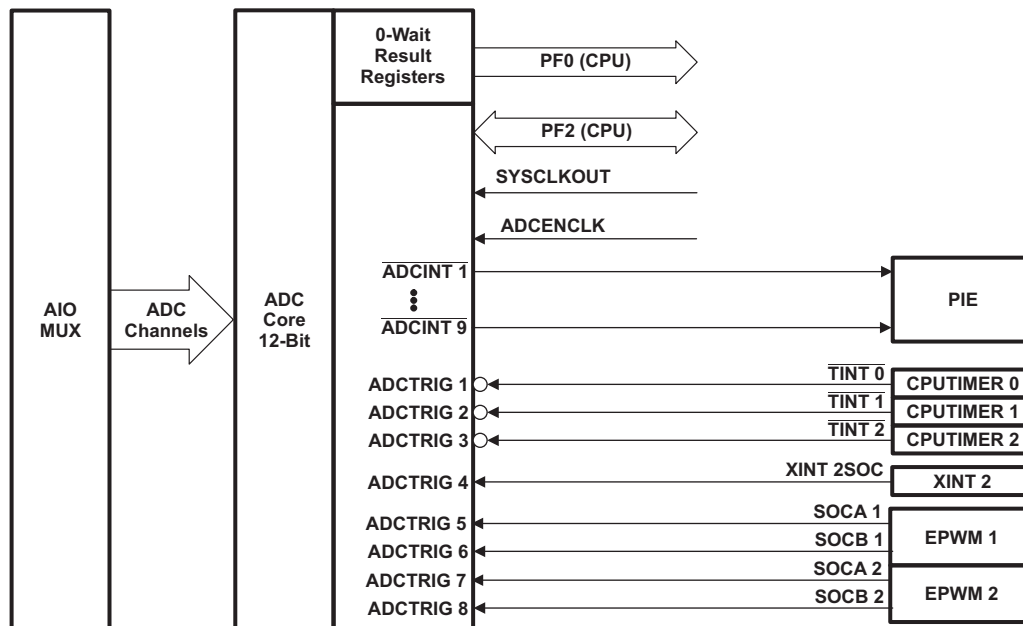 0-Wait
Result
Registers
PF0 (CPU)
PF2 (CPU)
SYSCLKOUT
ADCENCLK
AIO
MUX
ADC
Channels
ADC
Core
12-Bit
ADCINT 1
ADCINT 9
PIE
ADCTRIG 1
TINT 0
CPUTIMER 0
ADCTRIG 2
TINT 1
CPUTIMER 1
ADCTRIG 3
TINT 2
CPUTIMER 2
ADCTRIG 4
XINT 2SOC
XINT 2
ADCTRIG 5
SOCA 1
ADCTRIG 6
SOCB 1
EPWM 1
ADCTRIG 7
SOCA 2
ADCTRIG 8
SOCB 2
EPWM 2